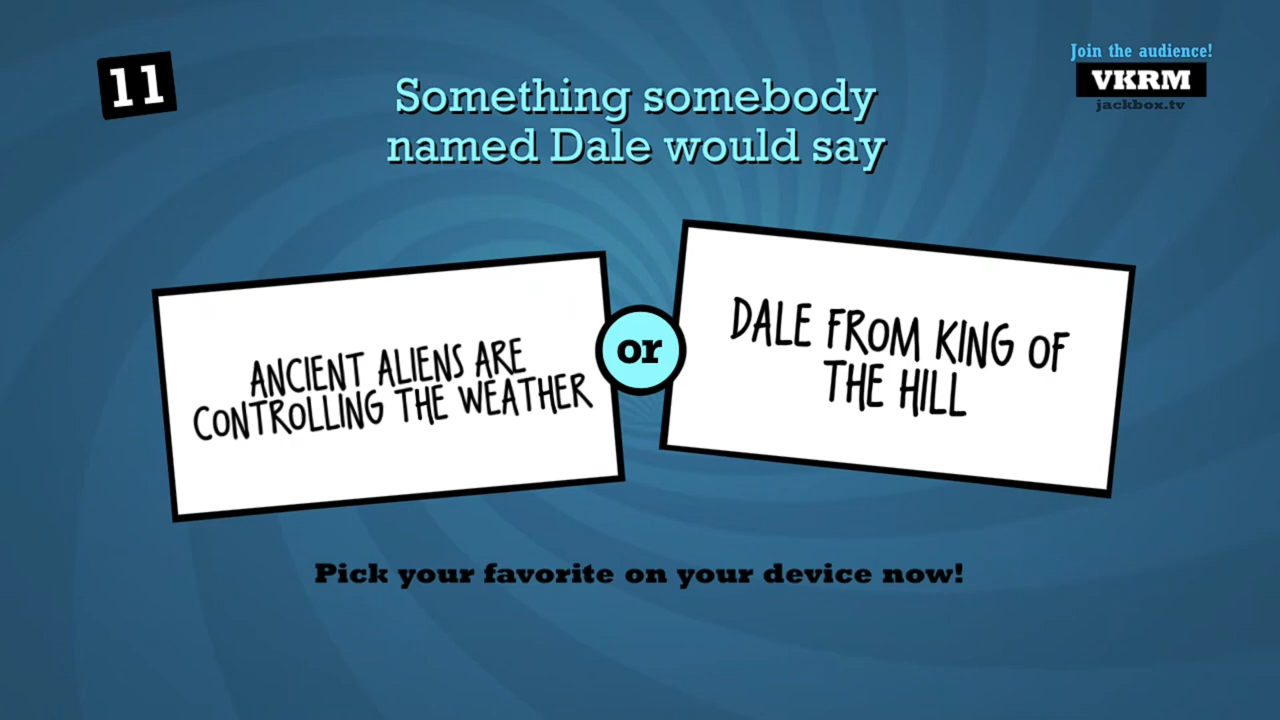 11
Join the audience!
VKRM
jackbox.tv
Something somebody
named Dale would say
ANCIENT ALIENS ARE
CONTROLLING THE WEATHER
or
DALE FROM KING OF
THE HILL
Pick your favorite on your device now!